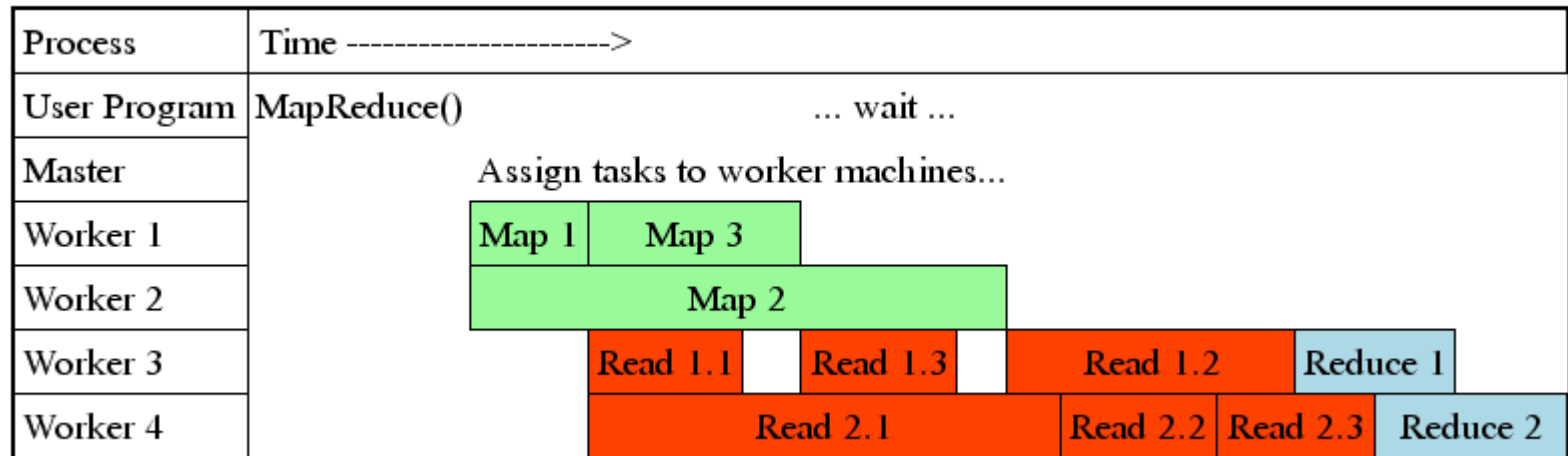 Process Time ---------------------->
User Program MapReduce() ... wait ...
Master Assign tasks to worker machines...
Worker 1 Map 1 Map 3
Worker 2 Map 2
Worker 3 Read 1.1 Read 1.3 Read 1.2 Reduce 1
Worker 4 Read 2.1 Read 2.2 Read 2.3 Reduce 2